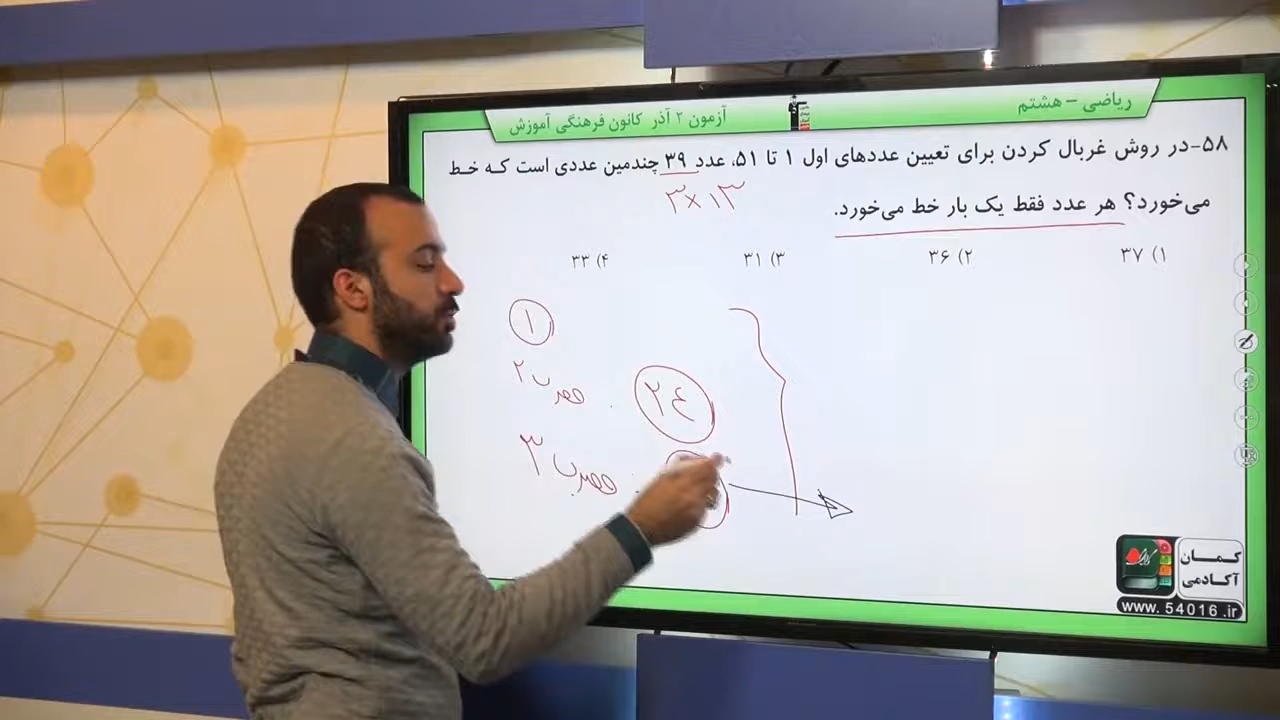 ریاضی - هشتم
آزمون ۲ آذر کانون فرهنگی آموزش
۵۸-در روش غربال کردن برای تعیین عددهای اول ۱ تا ۵۱، عدد ۳۹ چندمین عددی است که خط
می‌خورد؟ هر عدد فقط یک بار خط می‌خورد.
۳×۱۳
۱) ۳۷
۲) ۳۶
۳) ۳۱
۴) ۳۳
۱
مضرب ۲
۲۴
مضرب ۳
کمـان
آکـادمی
www.54016.ir